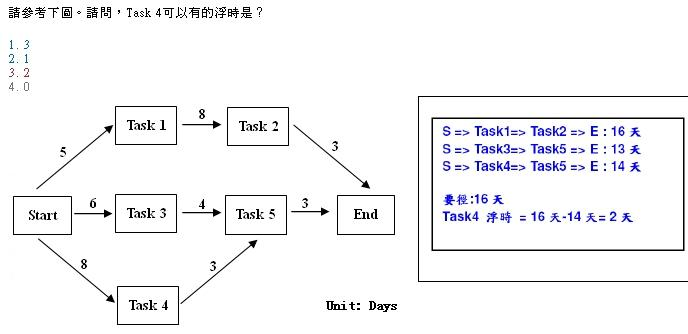 請參考下圖。請問，Task 4可以有的浮時是？
1. 3
2. 1
3. 2
4. 0
8
Task 1
Task 2
5
3
S => Task1=> Task2 => E : 16 天
S => Task3=> Task5 => E : 13 天
S => Task4=> Task5 => E : 14 天
要徑:16 天
Task4 浮時 = 16 天-14 天= 2 天
6
4
3
Start
Task 3
Task 5
End
8
3
Task 4
Unit: Days